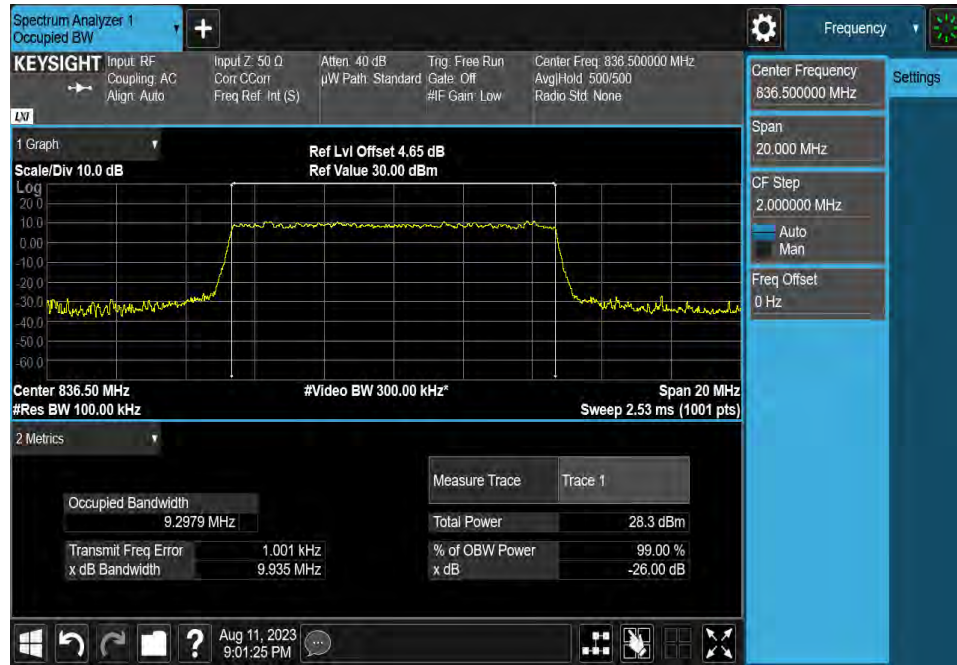 Spectrum Analyzer 1
Occupied BW
+
Frequency
KEYSIGHT
Input: RF
Coupling: AC
Align: Auto
Input Z: 50 Ω
Corr CCorr
Freq Ref: Int (S)
Atten: 40 dB
µW Path: Standard
Trig: Free Run
Gate: Off
#IF Gain: Low
Center Freq: 836.500000 MHz
Avg|Hold: 500/500
Radio Std: None
LXI
Center Frequency
836.500000 MHz
Settings
Span
20.000 MHz
CF Step
2.000000 MHz
Auto
Man
Freq Offset
0 Hz
1 Graph
Scale/Div 10.0 dB
Ref Lvl Offset 4.65 dB
Ref Value 30.00 dBm
Log
20.0
10.0
0.00
-10.0
-20.0
-30.0
-40.0
-50.0
-60.0
Center 836.50 MHz
#Video BW 300.00 kHz*
Span 20 MHz
#Res BW 100.00 kHz
Sweep 2.53 ms (1001 pts)
2 Metrics
Measure Trace
Trace 1
Occupied Bandwidth
9.2979 MHz
Total Power
28.3 dBm
Transmit Freq Error
1.001 kHz
% of OBW Power
99.00 %
x dB Bandwidth
9.935 MHz
x dB
-26.00 dB
?
Aug 11, 2023
9:01:25 PM